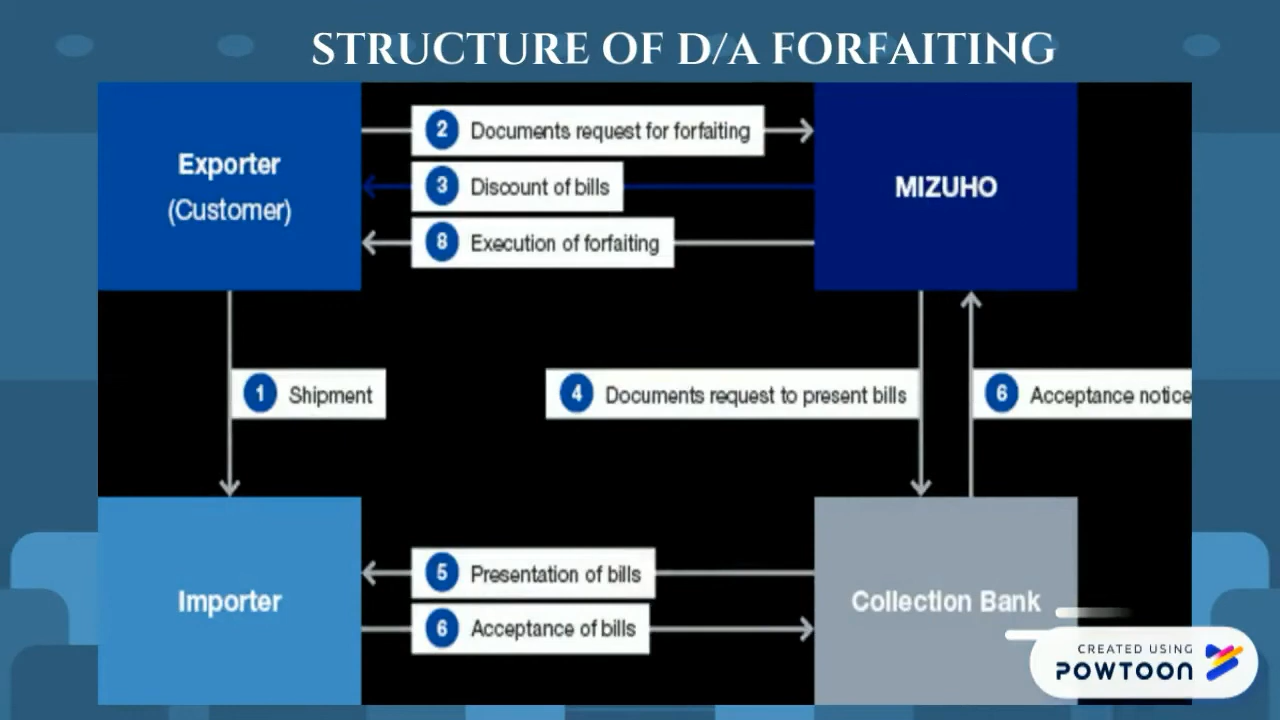 STRUCTURE OF D/A FORFAITING
Exporter
(Customer)
2 Documents request for forfaiting
3 Discount of bills
8 Execution of forfaiting
MIZUHO
1 Shipment
4 Documents request to present bills
6 Acceptance notice
Importer
5 Presentation of bills
6 Acceptance of bills
Collection Bank
CREATED USING
POWTOON